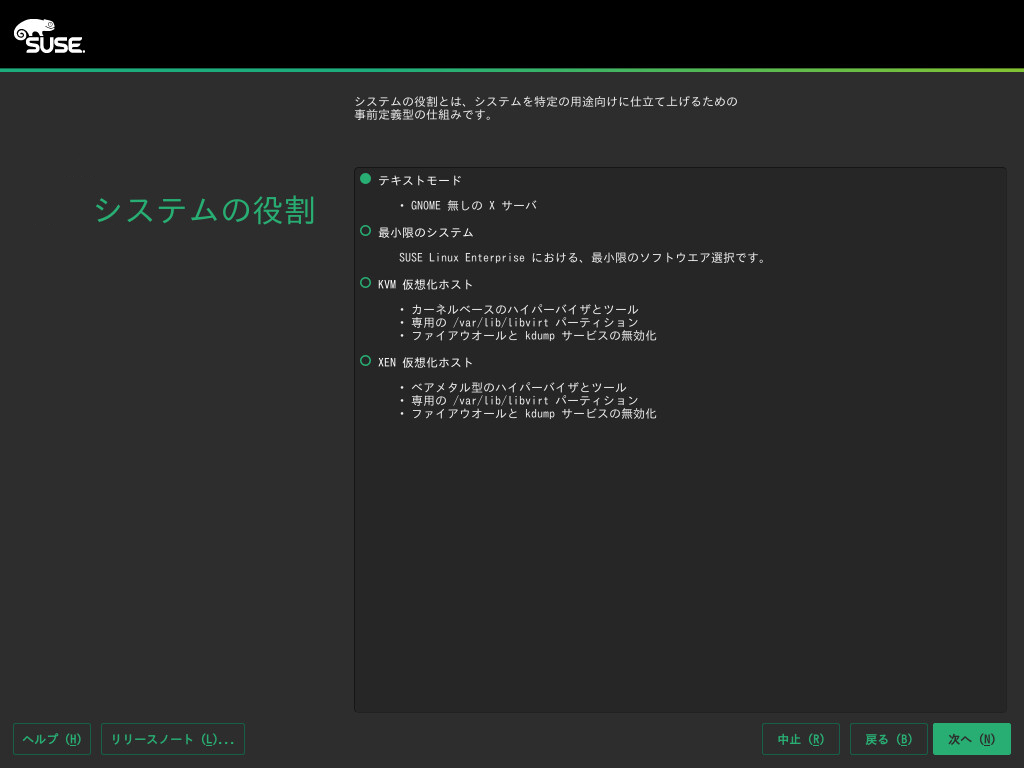 SUSE.
システムの役割とは、システムを特定の用途向けに仕立て上げるための
事前定義型の仕組みです。
システムの役割
テキストモード
• GNOME 無しの X サーバ
最小限のシステム
SUSE Linux Enterprise における、最小限のソフトウエア選択です。
KVM 仮想化ホスト
• カーネルベースのハイパーバイザとツール
• 専用の /var/lib/libvirt パーティション
• ファイアウオールと kdump サービスの無効化
XEN 仮想化ホスト
• ベアメタル型のハイパーバイザとツール
• 専用の /var/lib/libvirt パーティション
• ファイアウオールと kdump サービスの無効化
ヘルプ (H) リリースノート (L)... 中止 (R) 戻る (B) 次へ (N)